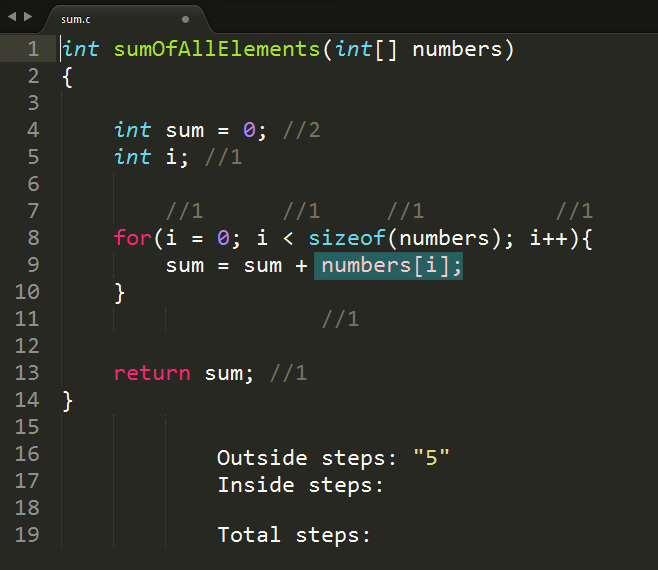 sum.c
1 int sumOfAllElements(int[] numbers)
2 {
3
4 int sum = 0; //2
5 int i; //1
6
7 //1 //1 //1 //1
8 for(i = 0; i < sizeof(numbers); i++){
9 sum = sum + numbers[i];
10 }
11 //1
12
13 return sum; //1
14 }
15
16 Outside steps: "5"
17 Inside steps:
18
19 Total steps: